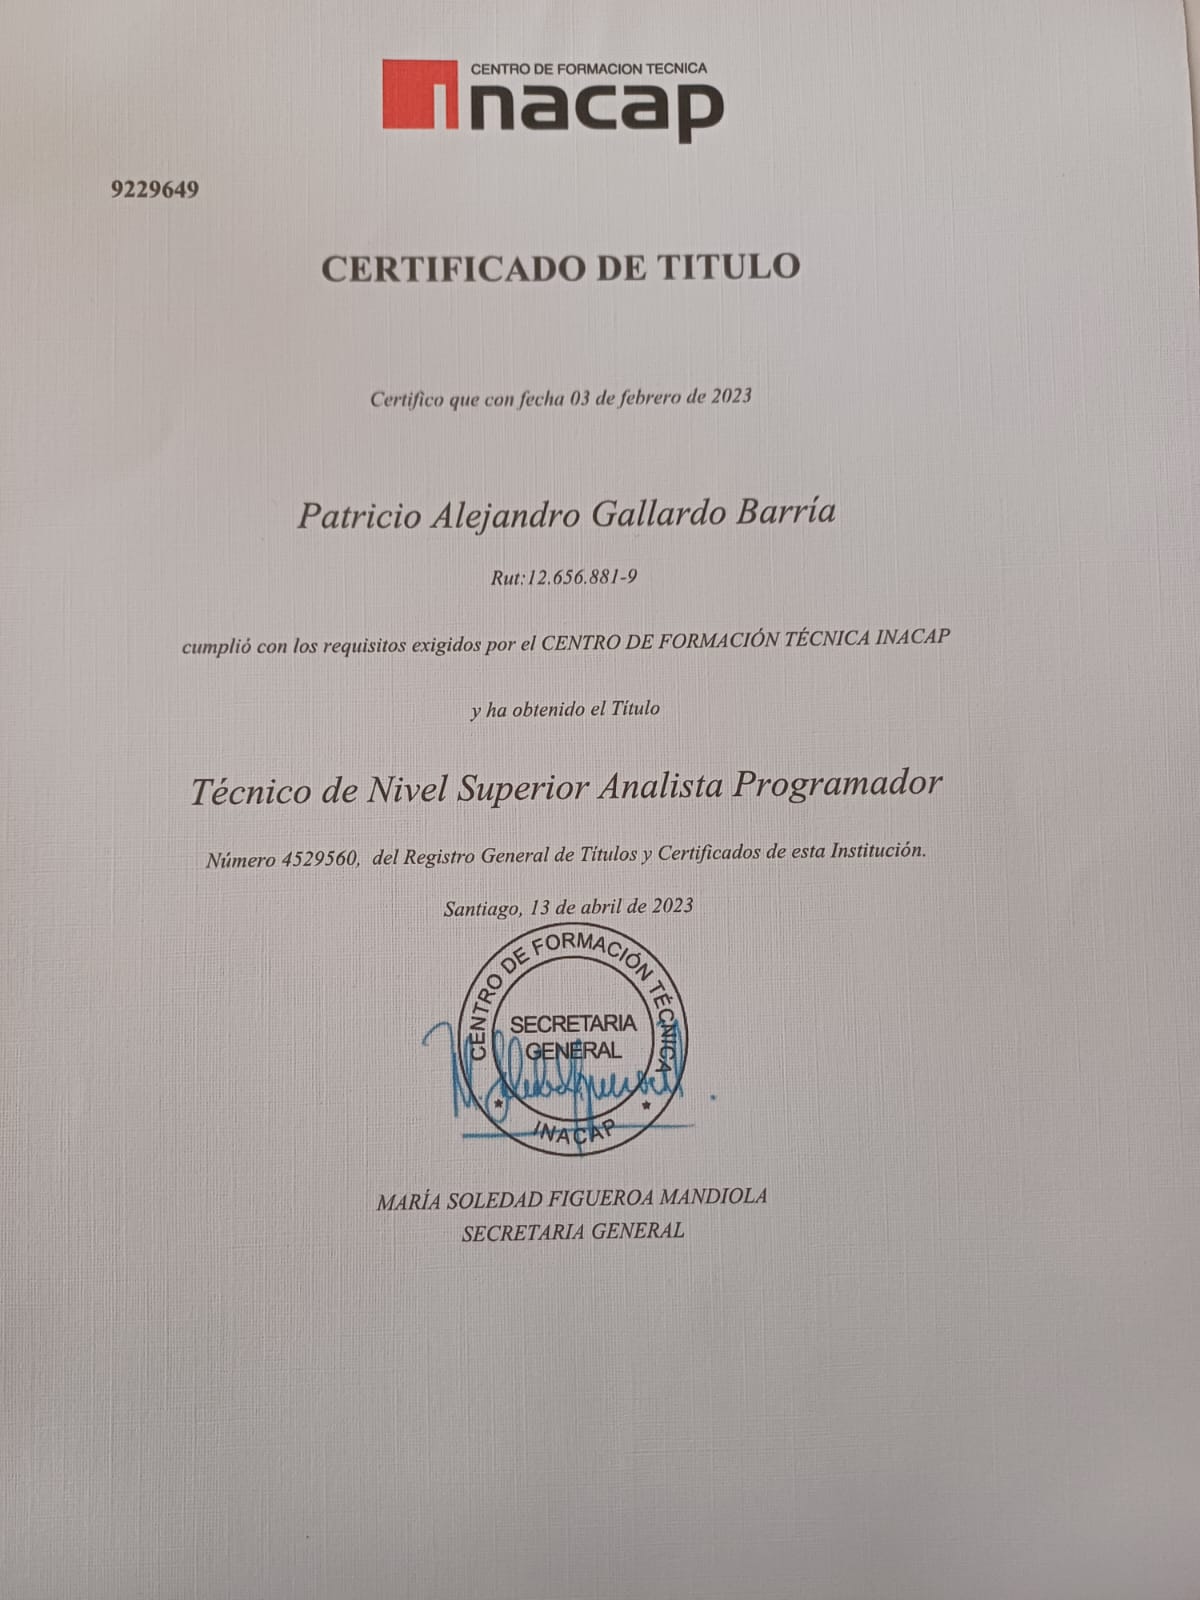 CENTRO DE FORMACION TECNICA
inacap
9229649
CERTIFICADO DE TITULO
Certifico que con fecha 03 de febrero de 2023
Patricio Alejandro Gallardo Barría
Rut:12.656.881-9
cumplió con los requisitos exigidos por el CENTRO DE FORMACIÓN TÉCNICA INACAP
y ha obtenido el Título
Técnico de Nivel Superior Analista Programador
Número 4529560, del Registro General de Títulos y Certificados de esta Institución.
Santiago, 13 de abril de 2023
CENTRO DE FORMACIÓN TÉCNICA
SECRETARIA
GENERAL
INACAP
MARÍA SOLEDAD FIGUEROA MANDIOLA
SECRETARIA GENERAL